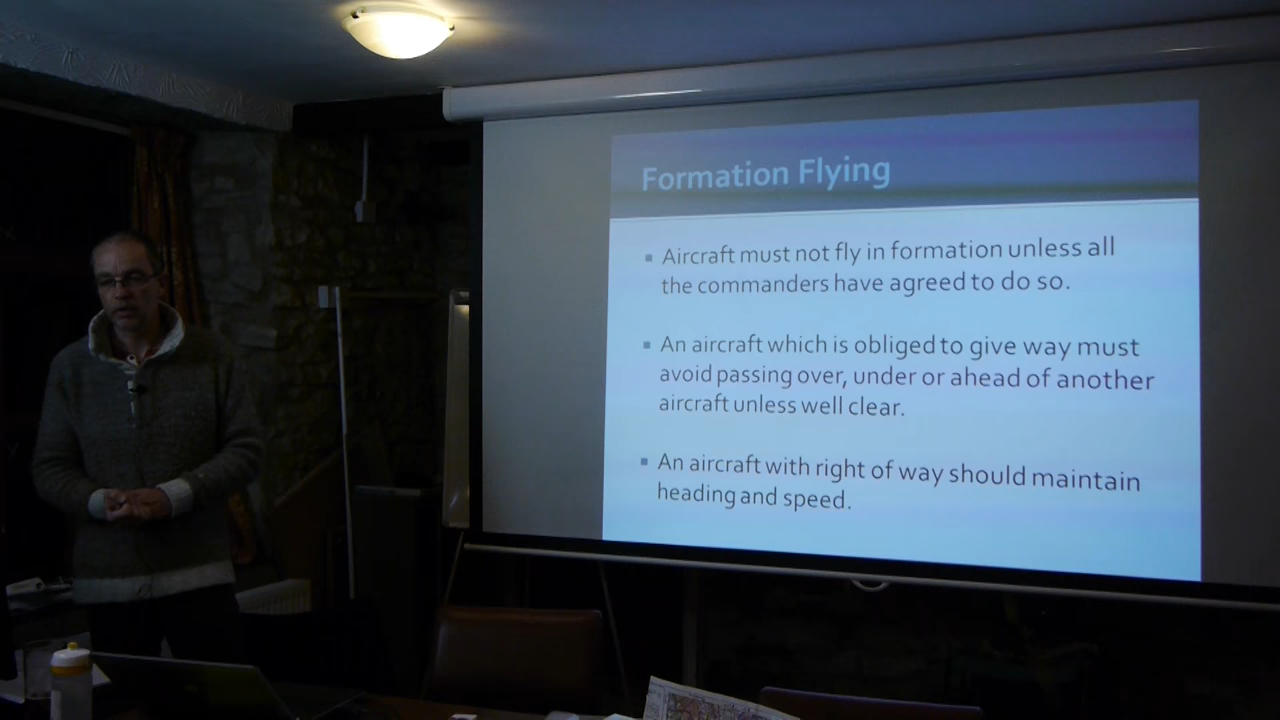 Formation Flying
Aircraft must not fly in formation unless all
the commanders have agreed to do so.
An aircraft which is obliged to give way must
avoid passing over, under or ahead of another
aircraft unless well clear.
An aircraft with right of way should maintain
heading and speed.